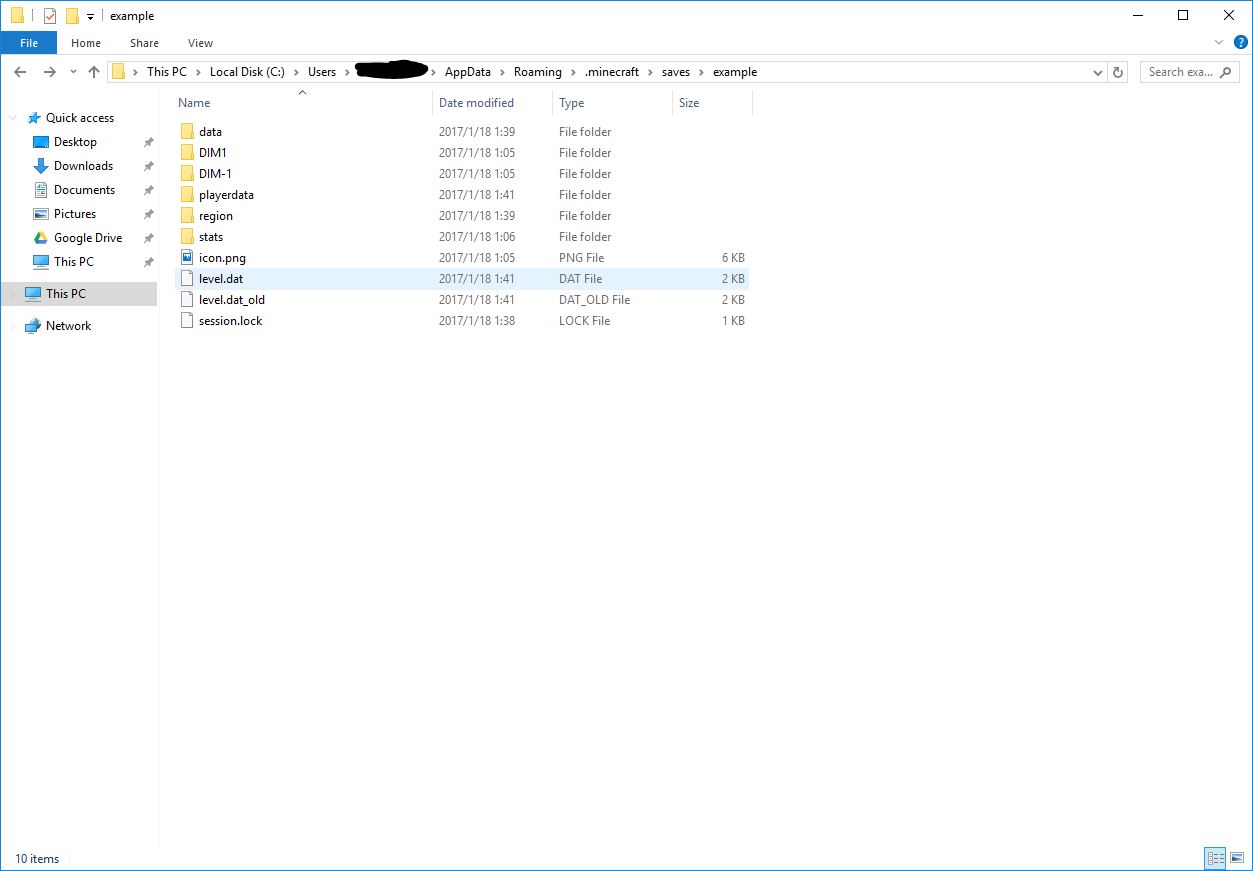 example
File Home Share View
This PC Local Disk (C:) Users AppData Roaming .minecraft saves example
Search exa...
Quick access
Desktop
Downloads
Documents
Pictures
Google Drive
This PC
This PC
Network
Name Date modified Type Size
data 2017/1/18 1:39 File folder
DIM1 2017/1/18 1:05 File folder
DIM-1 2017/1/18 1:05 File folder
playerdata 2017/1/18 1:41 File folder
region 2017/1/18 1:39 File folder
stats 2017/1/18 1:06 File folder
icon.png 2017/1/18 1:05 PNG File 6 KB
level.dat 2017/1/18 1:41 DAT File 2 KB
level.dat_old 2017/1/18 1:41 DAT_OLD File 2 KB
session.lock 2017/1/18 1:38 LOCK File 1 KB
10 items